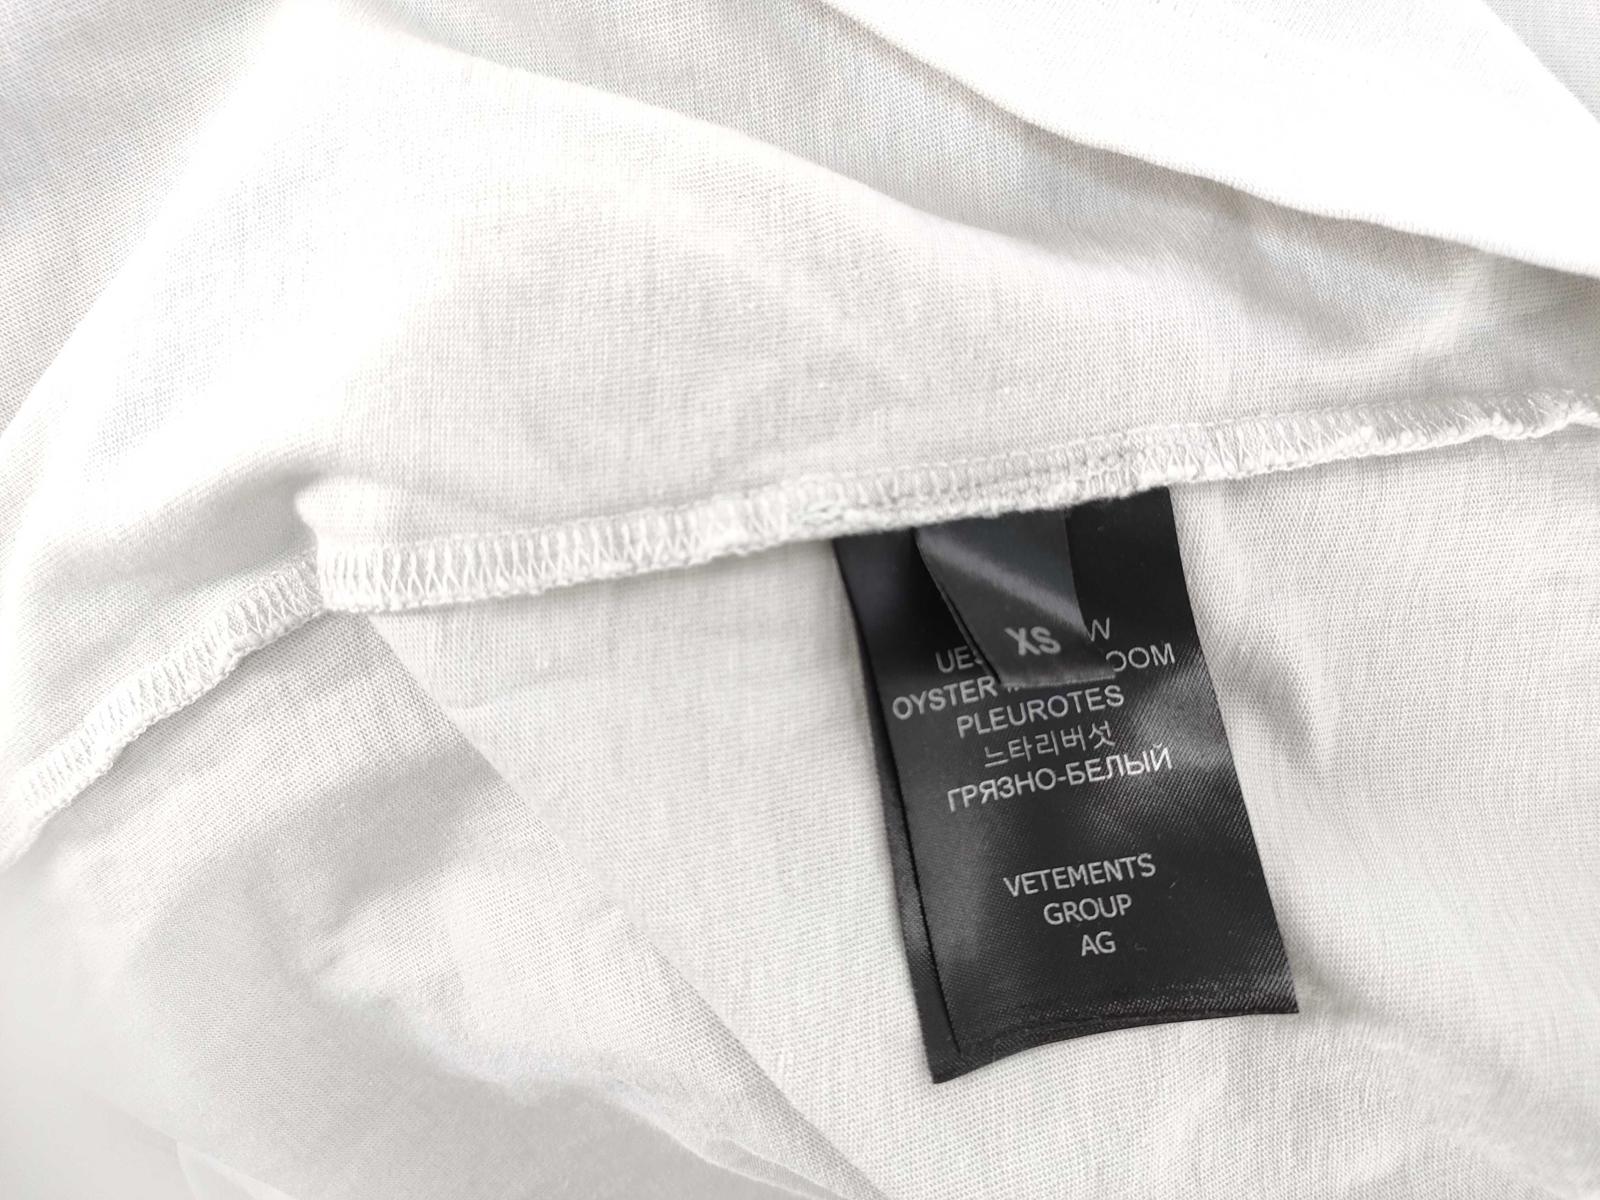 XS
OYSTER
PLEUROTES
느타리버섯
ГРЯЗНО-БЕЛЫЙ
VETEMENTS
GROUP
AG